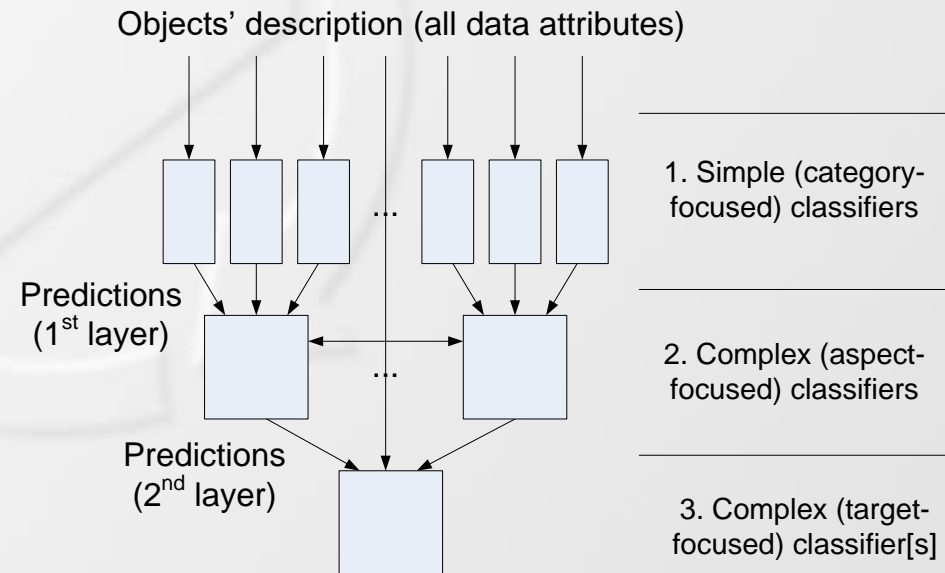 Objects’ description (all data attributes)
...
1. Simple (category-
focused) classifiers
Predictions
(1st layer)
...
2. Complex (aspect-
focused) classifiers
Predictions
(2nd layer)
3. Complex (target-
focused) classifier[s]